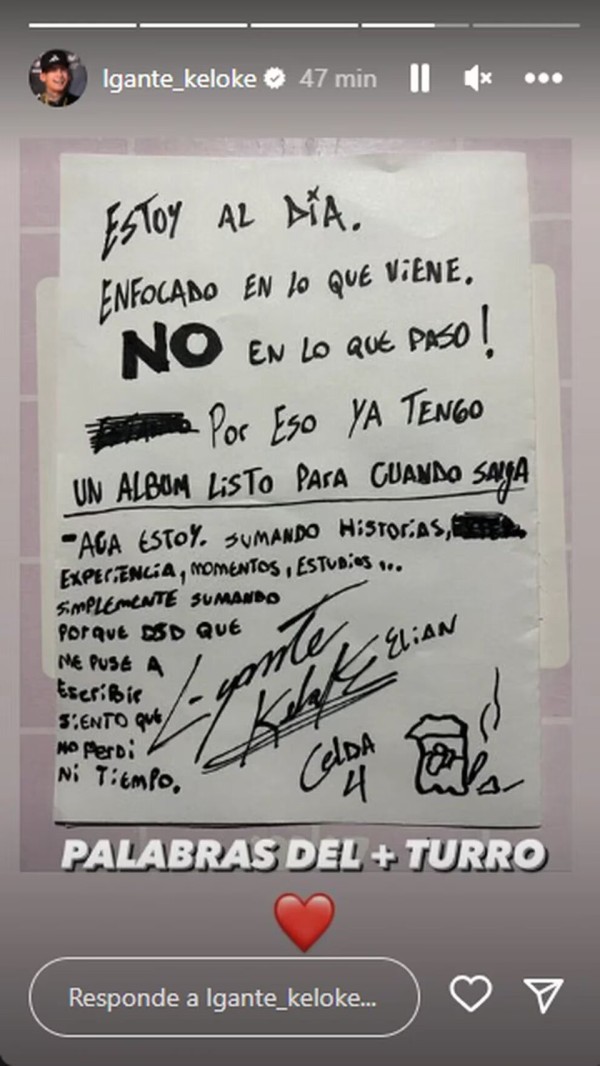 lgante_keloke 47 min
ESTOY AL DÍA.
ENFOCADO EN LO QUE VIENE.
NO EN LO QUE PASO!
Por ESO YA TENGO
UN ALBUM LISTO PARA CUANDO SALGA
-ACA ESTOY. SUMANDO HISTORIAS,
EXPERIENCIA, MOMENTOS, ESTUDIOS ...
SIMPLEMENTE SUMANDO
PORQUE DSD QUE
ME PUSE A
Escribir
SIENTO QUE
NO PERDI
NI TIEMPO.
L-gante
Keloke ELIAN
CELDA
4
PALABRAS DEL + TURRO
Responde a lgante_keloke...